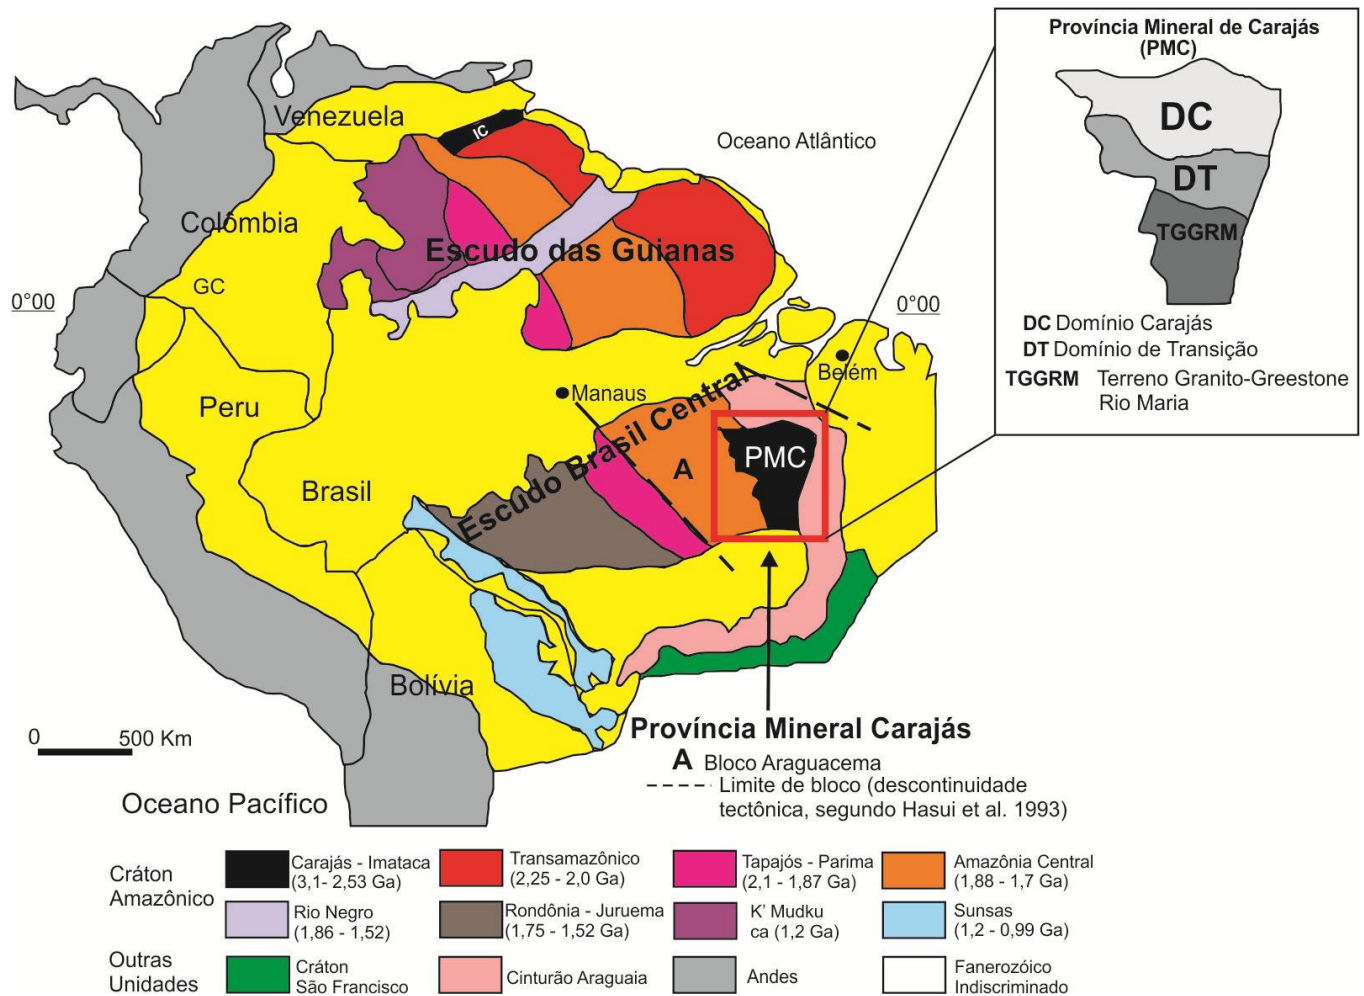 Província Mineral de Carajás
(PMC)
DC
DT
TGGRM
DC Domínio Carajás
DT Domínio de Transição
TGGRM Terreno Granito-Greestone
Rio Maria
Venezuela
IC
Oceano Atlântico
Colômbia
Escudo das Guianas
GC
0°00
0°00
Belém
Manaus
Peru
Escudo Brasil Central
A
PMC
Brasil
Bolívia
Província Mineral Carajás
A Bloco Araguacema
Limite de bloco (descontinuidade
tectônica, segundo Hasui et al. 1993)
0 500 Km
Oceano Pacífico
Cráton
Amazônico
Carajás - Imataca
(3,1- 2,53 Ga)
Transamazônico
(2,25 - 2,0 Ga)
Tapajós - Parima
(2,1 - 1,87 Ga)
Amazônia Central
(1,88 - 1,7 Ga)
Rio Negro
(1,86 - 1,52)
Rondônia - Juruema
(1,75 - 1,52 Ga)
K' Mudku
ca (1,2 Ga)
Sunsas
(1,2 - 0,99 Ga)
Outras
Unidades
Cráton
São Francisco
Cinturão Araguaia
Andes
Fanerozóico
Indiscriminado